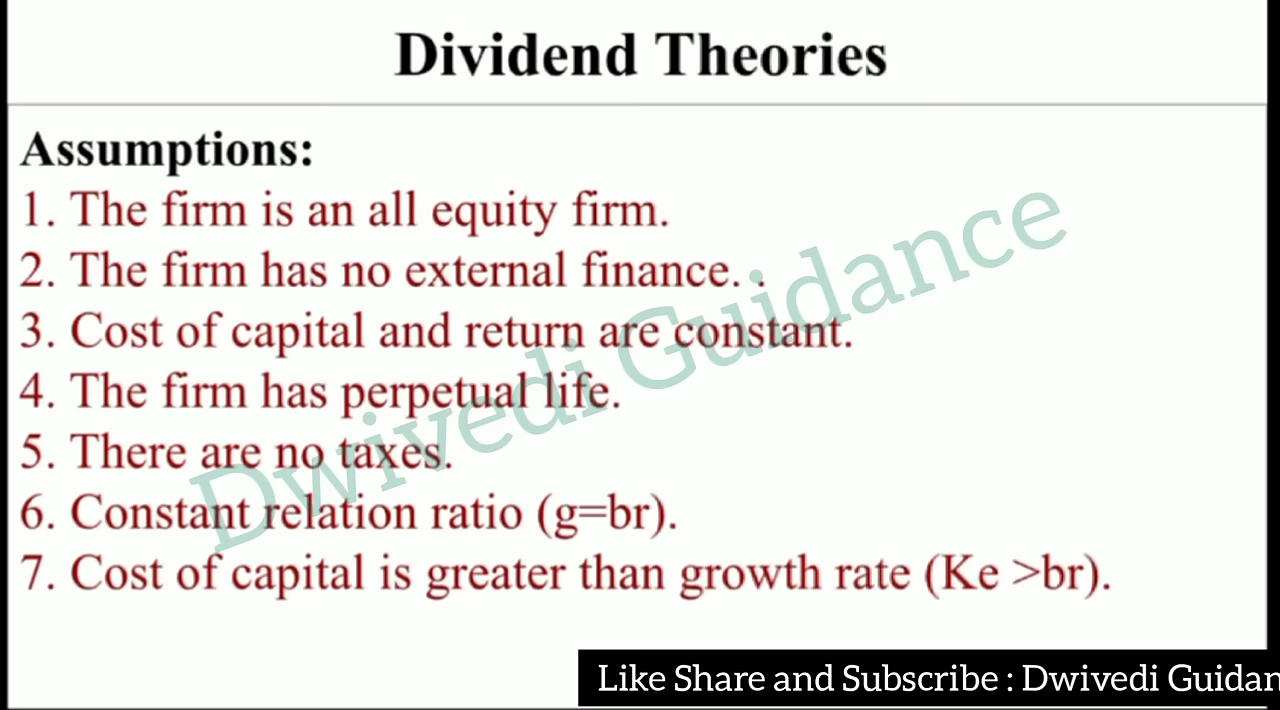 Dividend Theories
Assumptions:
1. The firm is an all equity firm.
2. The firm has no external finance. .
3. Cost of capital and return are constant.
4. The firm has perpetual life.
5. There are no taxes.
6. Constant relation ratio (g=br).
7. Cost of capital is greater than growth rate (Ke >br).
Dwivedi Guidance
Like Share and Subscribe : Dwivedi Guidan